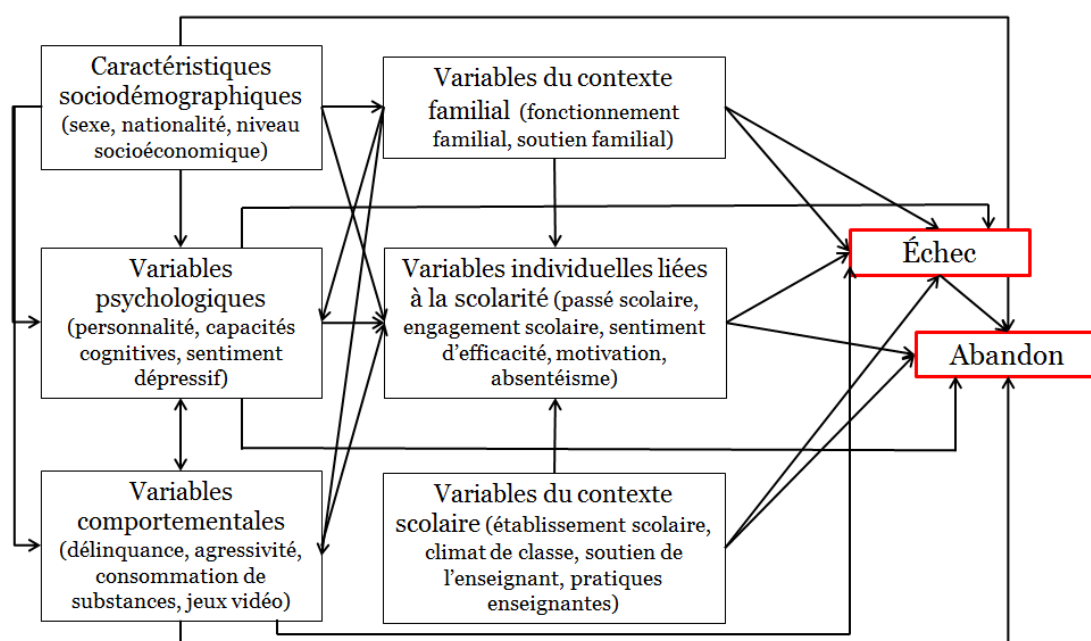 Caractéristiques
sociodémographiques
(sexe, nationalité, niveau
socioéconomique)
Variables du contexte
familial (fonctionnement
familial, soutien familial)
Variables
psychologiques
(personnalité, capacités
cognitives, sentiment
dépressif)
Variables individuelles liées
à la scolarité (passé scolaire,
engagement scolaire, sentiment
d'efficacité, motivation,
absentéisme)
Échec
Abandon
Variables
comportementales
(délinquance, agressivité,
consommation de
substances, jeux vidéo)
Variables du contexte
scolaire (établissement scolaire,
climat de classe, soutien de
l'enseignant, pratiques
enseignantes)